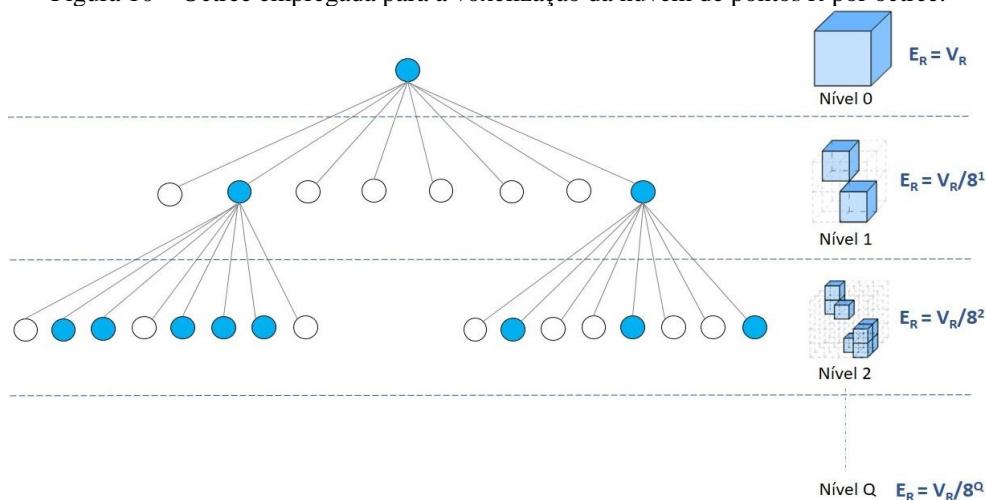 Figura 10 – Octree empregada para a voxelização da nuvem de pontos R por octree.
E_R = V_R
Nível 0
E_R = V_R/8¹
Nível 1
E_R = V_R/8²
Nível 2
Nível Q E_R = V_R/8^Q